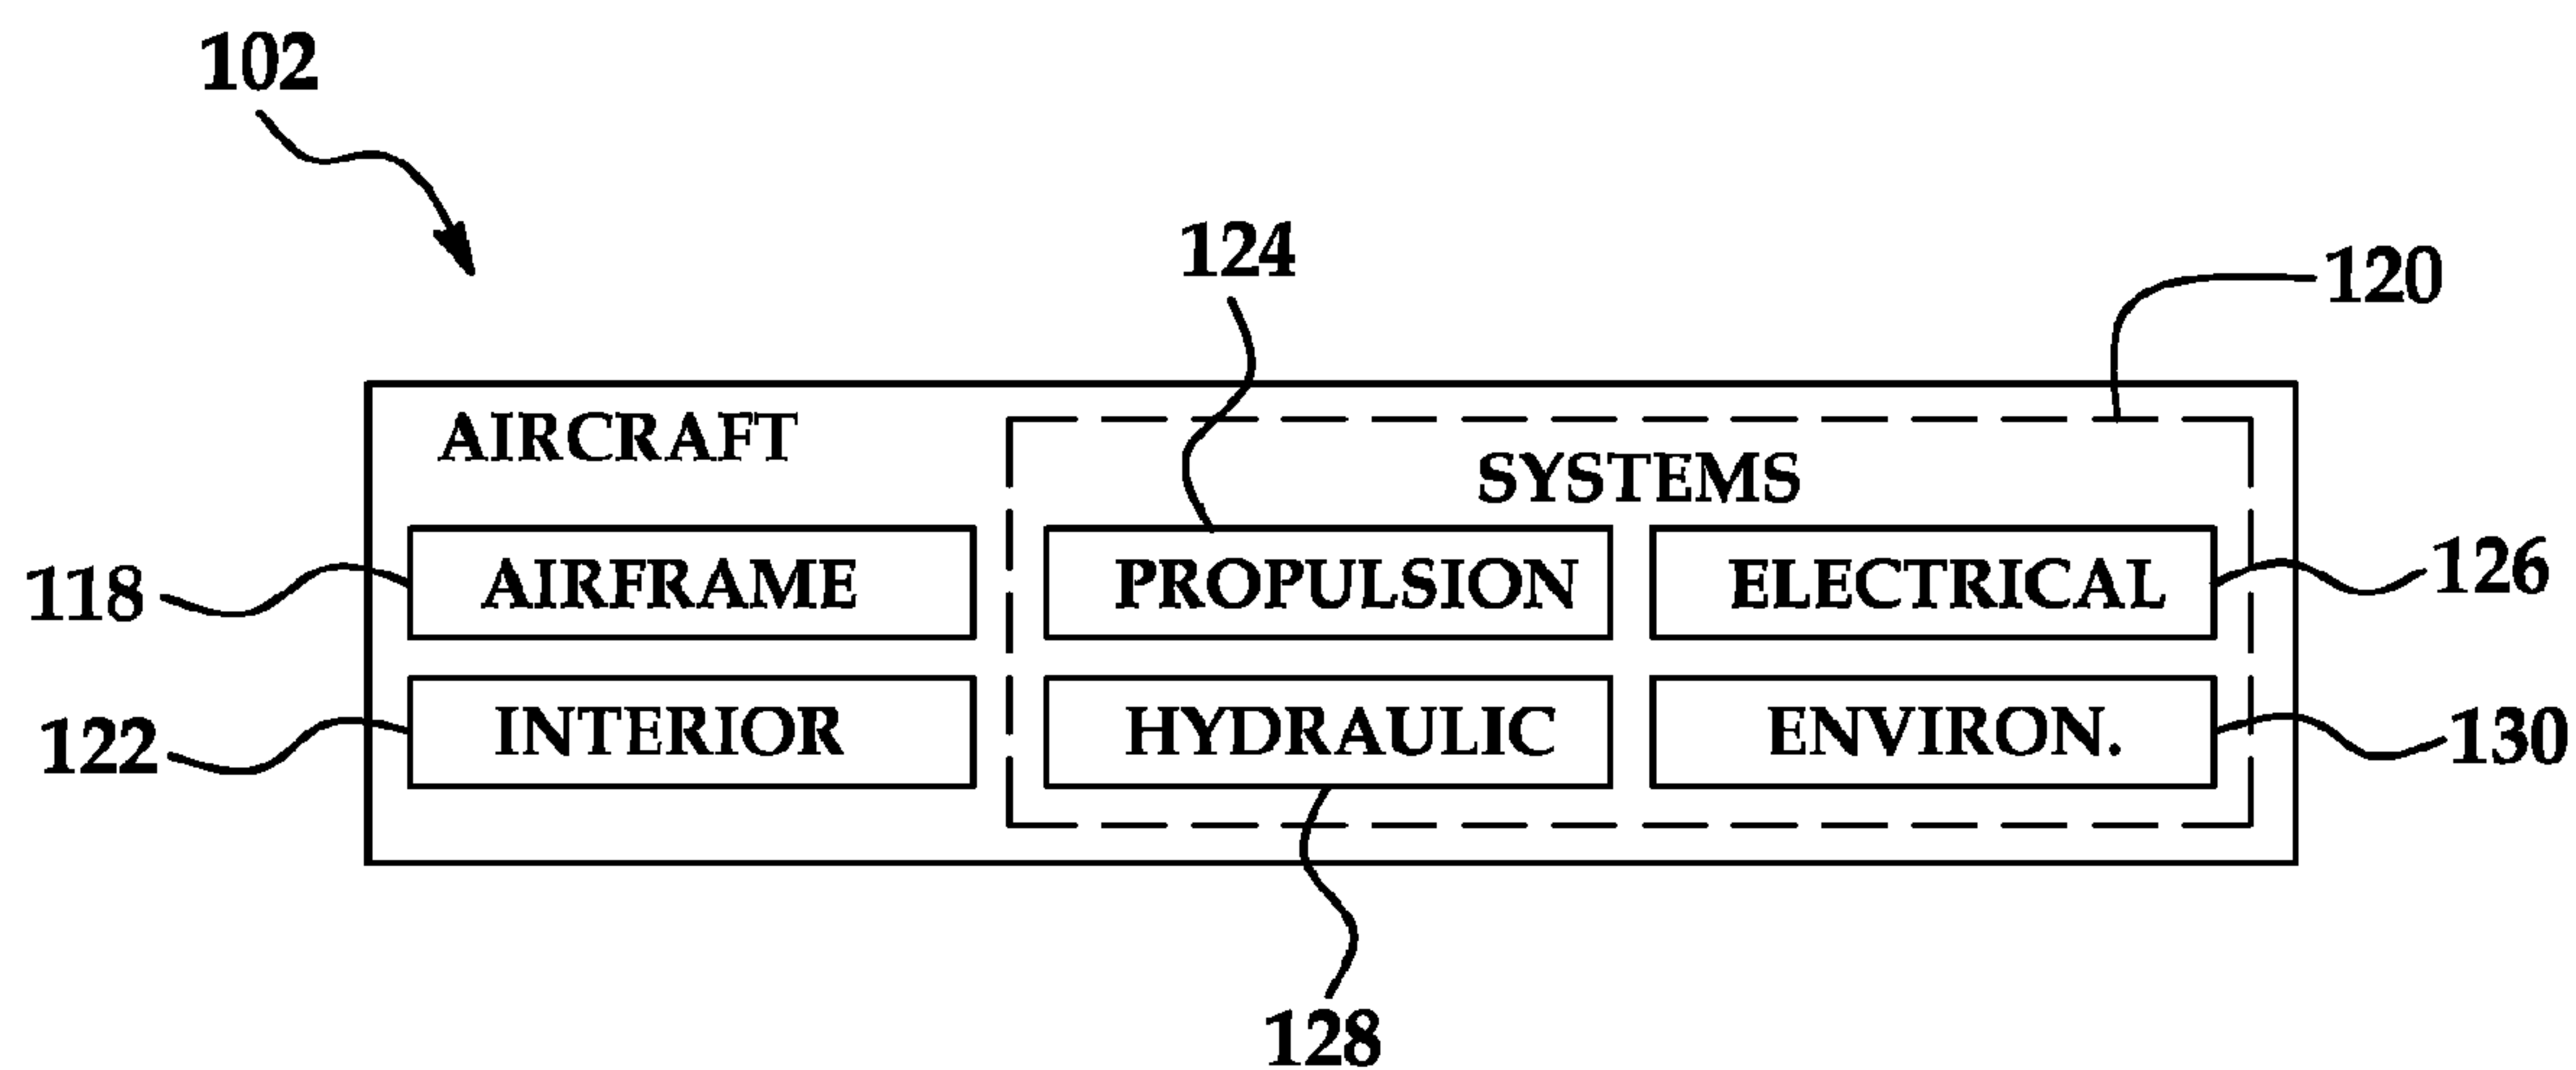 102
124
120
AIRCRAFT
SYSTEMS
118
AIRFRAME
PROPULSION
ELECTRICAL
126
122
INTERIOR
HYDRAULIC
ENVIRON.
130
128